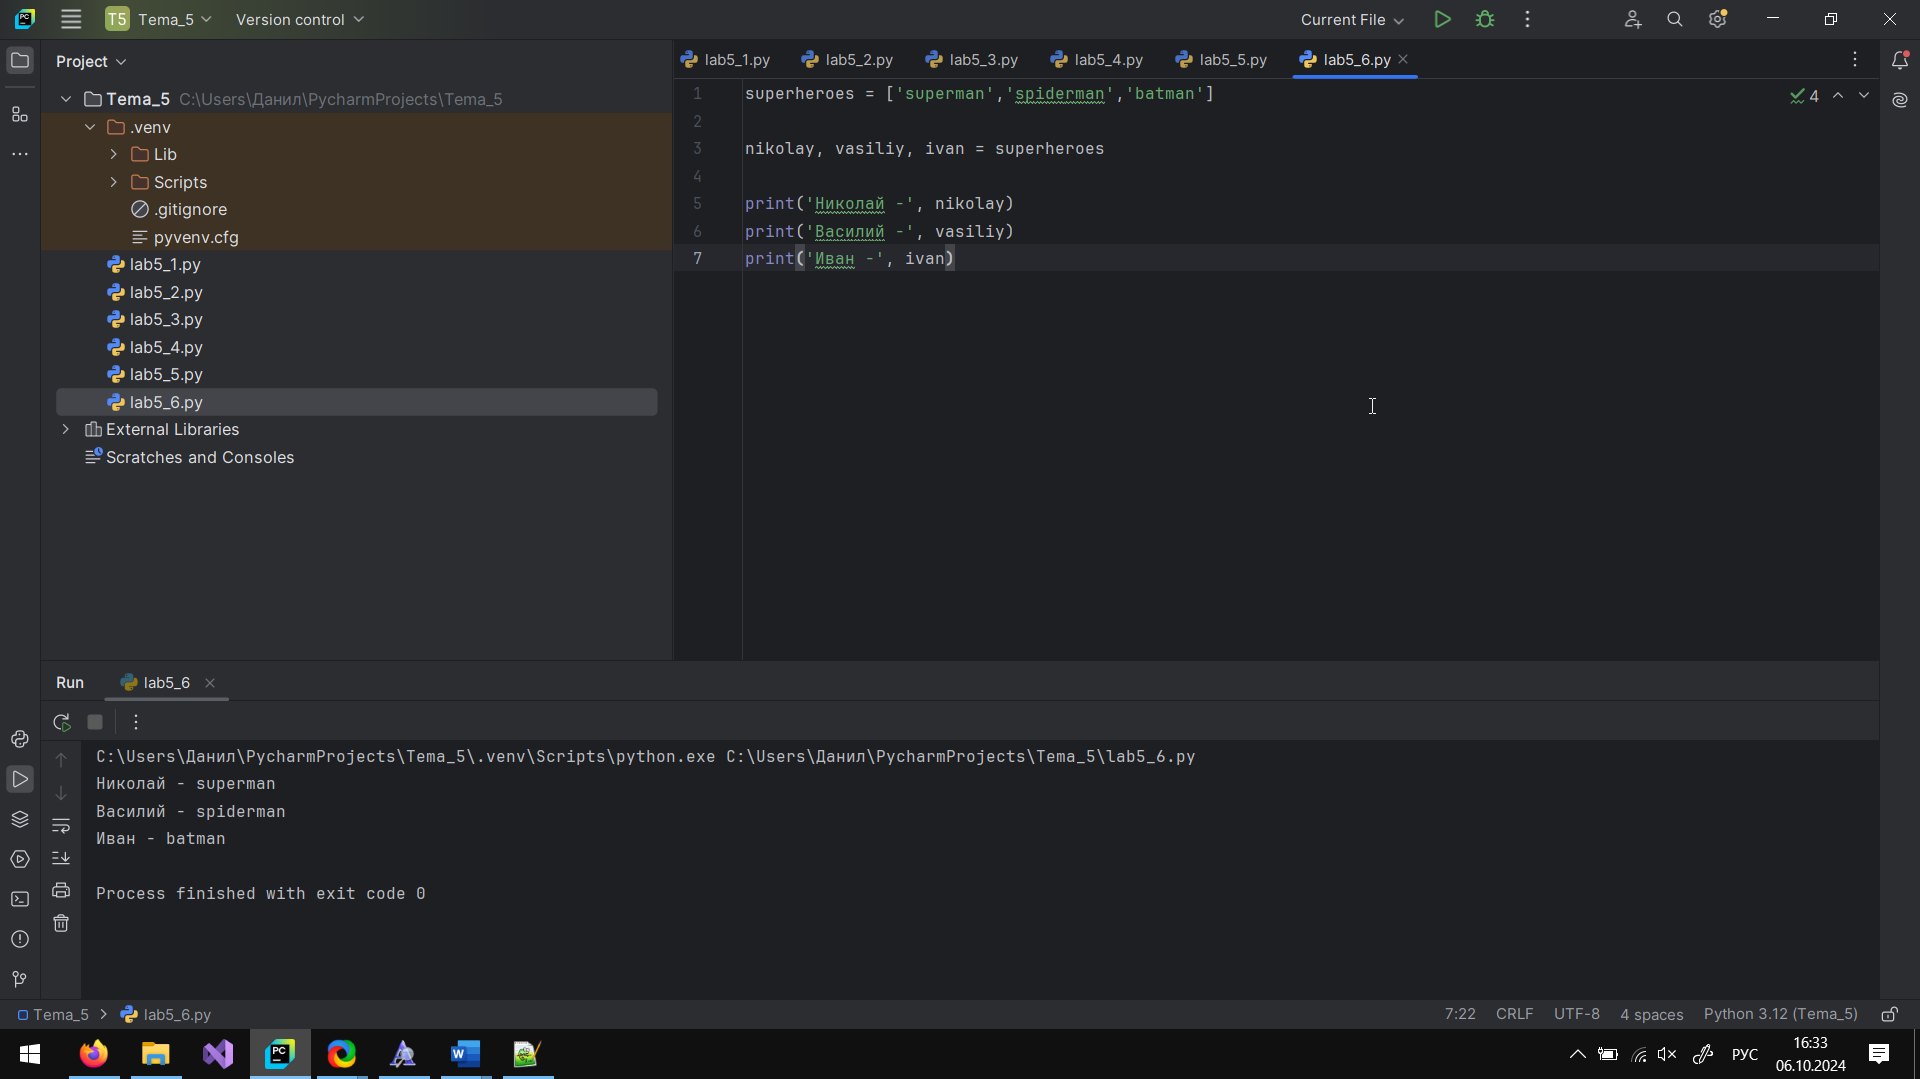 T5 Tema_5 Version control Current File
Project
lab5_1.py lab5_2.py lab5_3.py lab5_4.py lab5_5.py lab5_6.py
Tema_5 C:\Users\Данил\PycharmProjects\Tema_5
.venv
Lib
Scripts
.gitignore
pyvenv.cfg
lab5_1.py
lab5_2.py
lab5_3.py
lab5_4.py
lab5_5.py
lab5_6.py
External Libraries
Scratches and Consoles
1 superheroes = ['superman','spiderman','batman']
4
2
3 nikolay, vasiliy, ivan = superheroes
4
5 print('Николай -', nikolay)
6 print('Василий -', vasiliy)
7 print('Иван -', ivan)
Run lab5_6
C:\Users\Данил\PycharmProjects\Tema_5\.venv\Scripts\python.exe C:\Users\Данил\PycharmProjects\Tema_5\lab5_6.py
Николай - superman
Василий - spiderman
Иван - batman
Process finished with exit code 0
Tema_5 lab5_6.py 7:22 CRLF UTF-8 4 spaces Python 3.12 (Tema_5)
РУС
16:33
06.10.2024